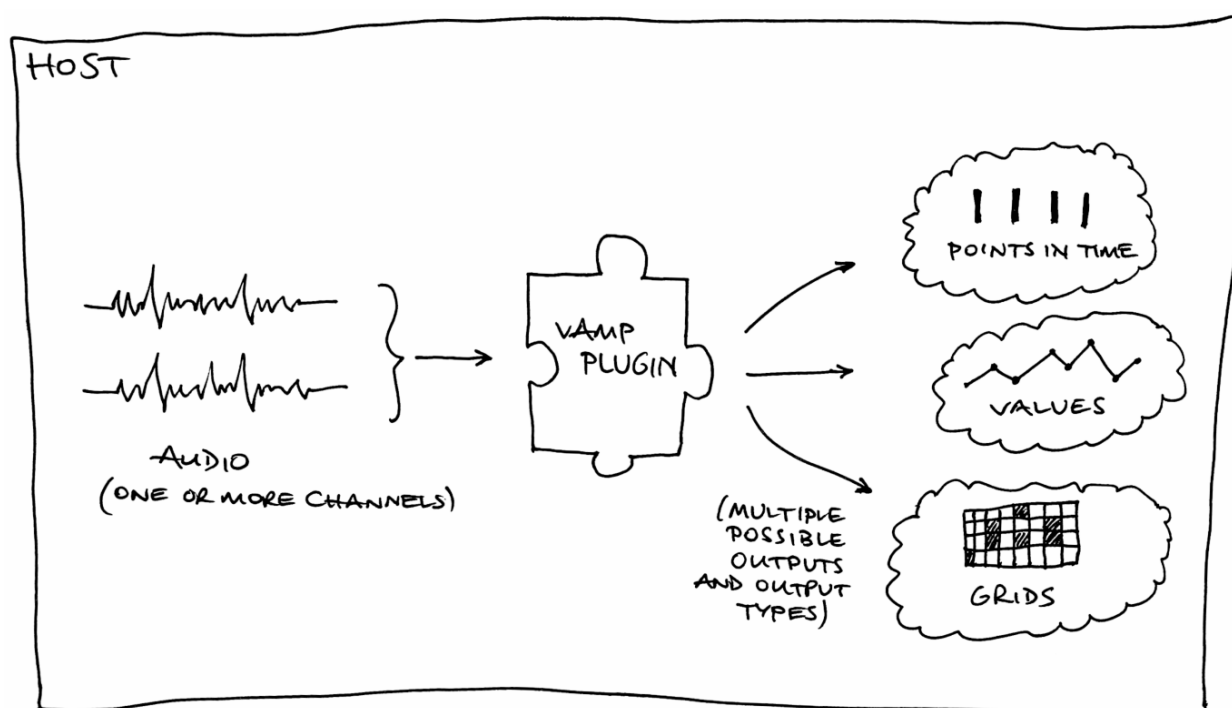 HOST
AUDIO
(ONE OR MORE CHANNELS)
VAMP
PLUGIN
(MULTIPLE
POSSIBLE
OUTPUTS
AND OUTPUT
TYPES)
POINTS IN TIME
VALUES
GRIDS